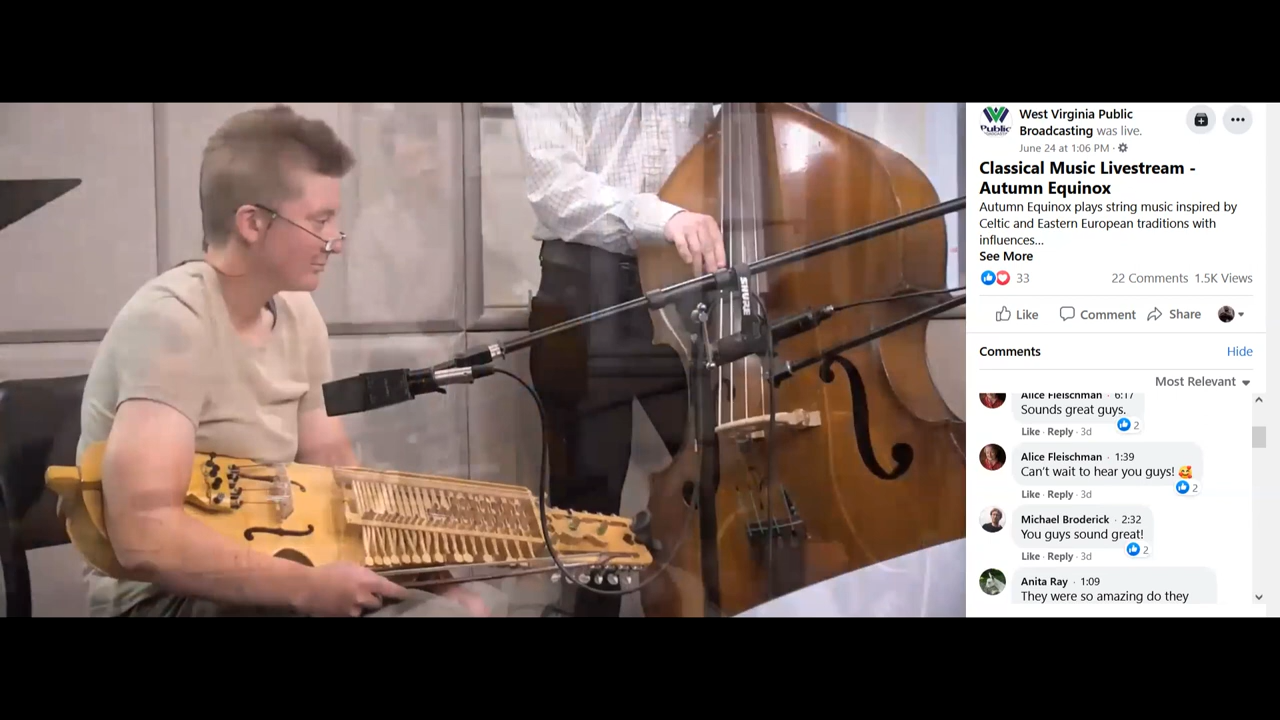 Public
West Virginia Public
Broadcasting was live.
June 24 at 1:06 PM ·
Classical Music Livestream -
Autumn Equinox
Autumn Equinox plays string music inspired by
Celtic and Eastern European traditions with
influences...
See More
33
22 Comments 1.5K Views
Like
Comment
Share
Comments
Hide
Most Relevant
Alice Fleischman · 6:17
Sounds great guys.
2
Like · Reply · 3d
Alice Fleischman · 1:39
Can't wait to hear you guys! 🥰
2
Like · Reply · 3d
Michael Broderick · 2:32
You guys sound great!
2
Like · Reply · 3d
Anita Ray · 1:09
They were so amazing do they
SHURE